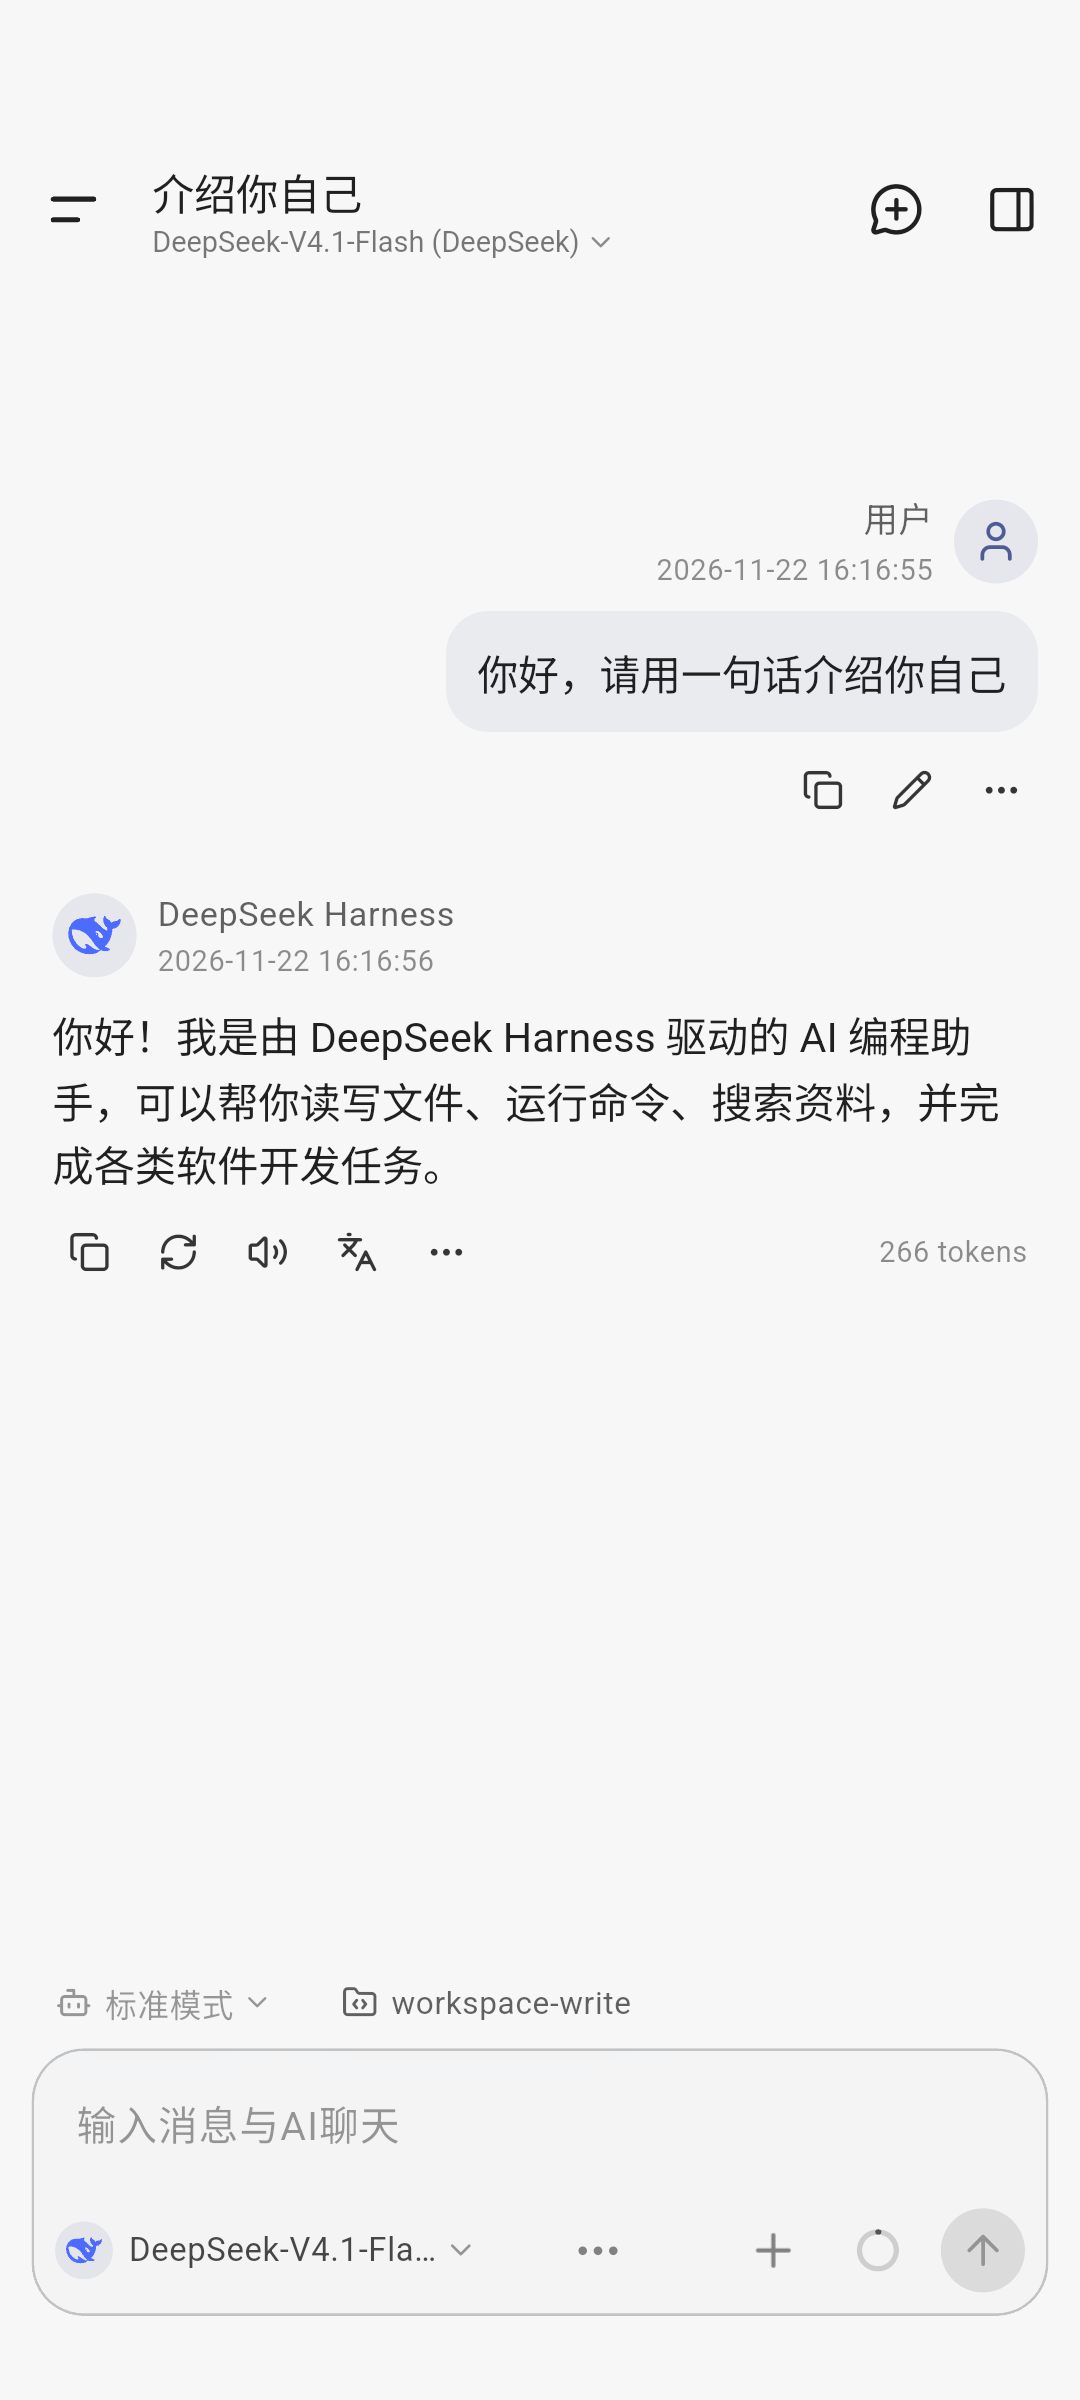 介绍你自己
DeepSeek-V4.1-Flash (DeepSeek)
用户
2026-11-22 16:16:55
你好，请用一句话介绍你自己
DeepSeek Harness
2026-11-22 16:16:56
你好！我是由 DeepSeek Harness 驱动的 AI 编程助
手，可以帮你读写文件、运行命令、搜索资料，并完
成各类软件开发任务。
266 tokens
标准模式
workspace-write
输入消息与AI聊天
DeepSeek-V4.1-Fla...